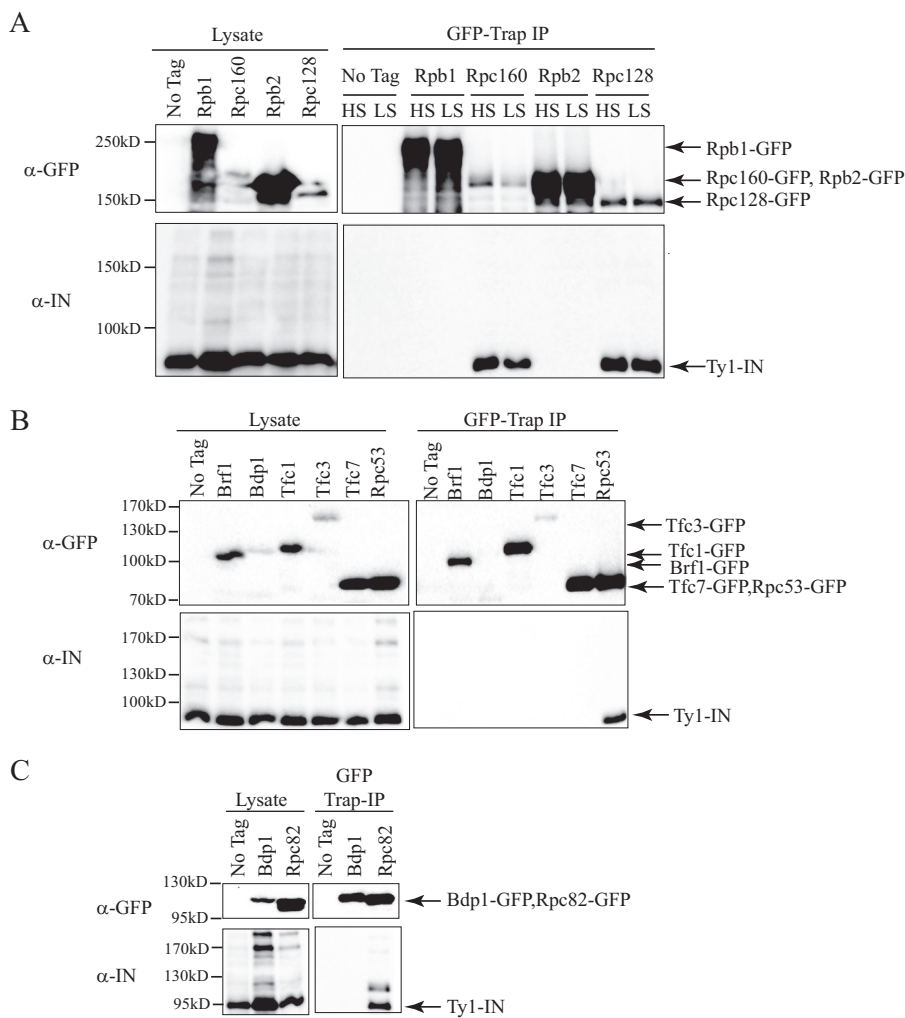 A
Lysate
GFP-Trap IP
No Tag
Rpb1
Rpc160
Rpb2
Rpc128
No Tag Rpb1 Rpc160 Rpb2 Rpc128
HS LS HS LS HS LS HS LS HS LS
α-GFP
250kD
150kD
Rpb1-GFP
Rpc160-GFP, Rpb2-GFP
Rpc128-GFP
α-IN
150kD
100kD
Ty1-IN
B
Lysate
GFP-Trap IP
No Tag
Brf1
Bdp1
Tfc1
Tfc3
Tfc7
Rpc53
No Tag
Brf1
Bdp1
Tfc1
Tfc3
Tfc7
Rpc53
α-GFP
170kD
130kD
100kD
70kD
Tfc3-GFP
Tfc1-GFP
Brf1-GFP
Tfc7-GFP,Rpc53-GFP
α-IN
170kD
130kD
100kD
Ty1-IN
C
Lysate
GFP
Trap-IP
No Tag
Bdp1
Rpc82
No Tag
Bdp1
Rpc82
α-GFP
130kD
95kD
Bdp1-GFP,Rpc82-GFP
α-IN
170kD
130kD
95kD
Ty1-IN